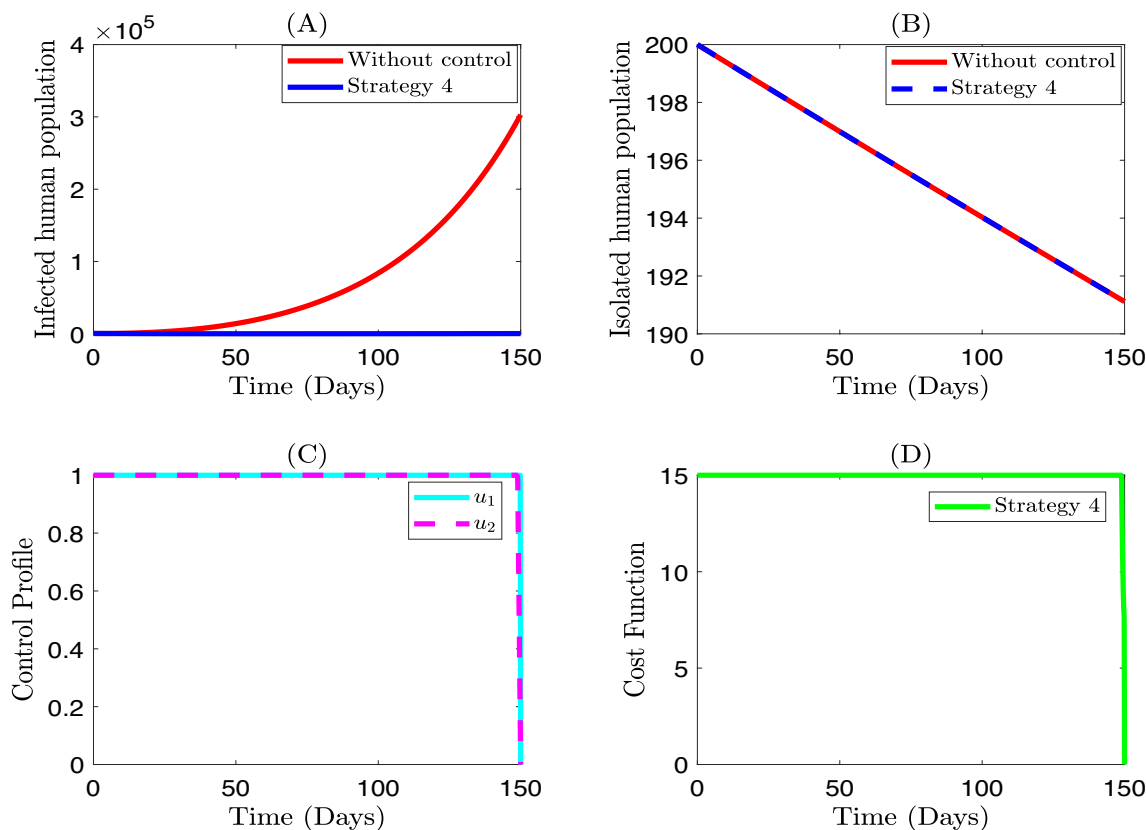 (A)
×10⁵
Infected human population
4
3
2
1
0
0 50 100 150
Time (Days)
Without control
Strategy 4
(B)
Isolated human population
200
198
196
194
192
190
0 50 100 150
Time (Days)
Without control
Strategy 4
(C)
Control Profile
1
0.8
0.6
0.4
0.2
0
0 50 100 150
Time (Days)
u₁
u₂
(D)
Cost Function
15
10
5
0
0 50 100 150
Time (Days)
Strategy 4